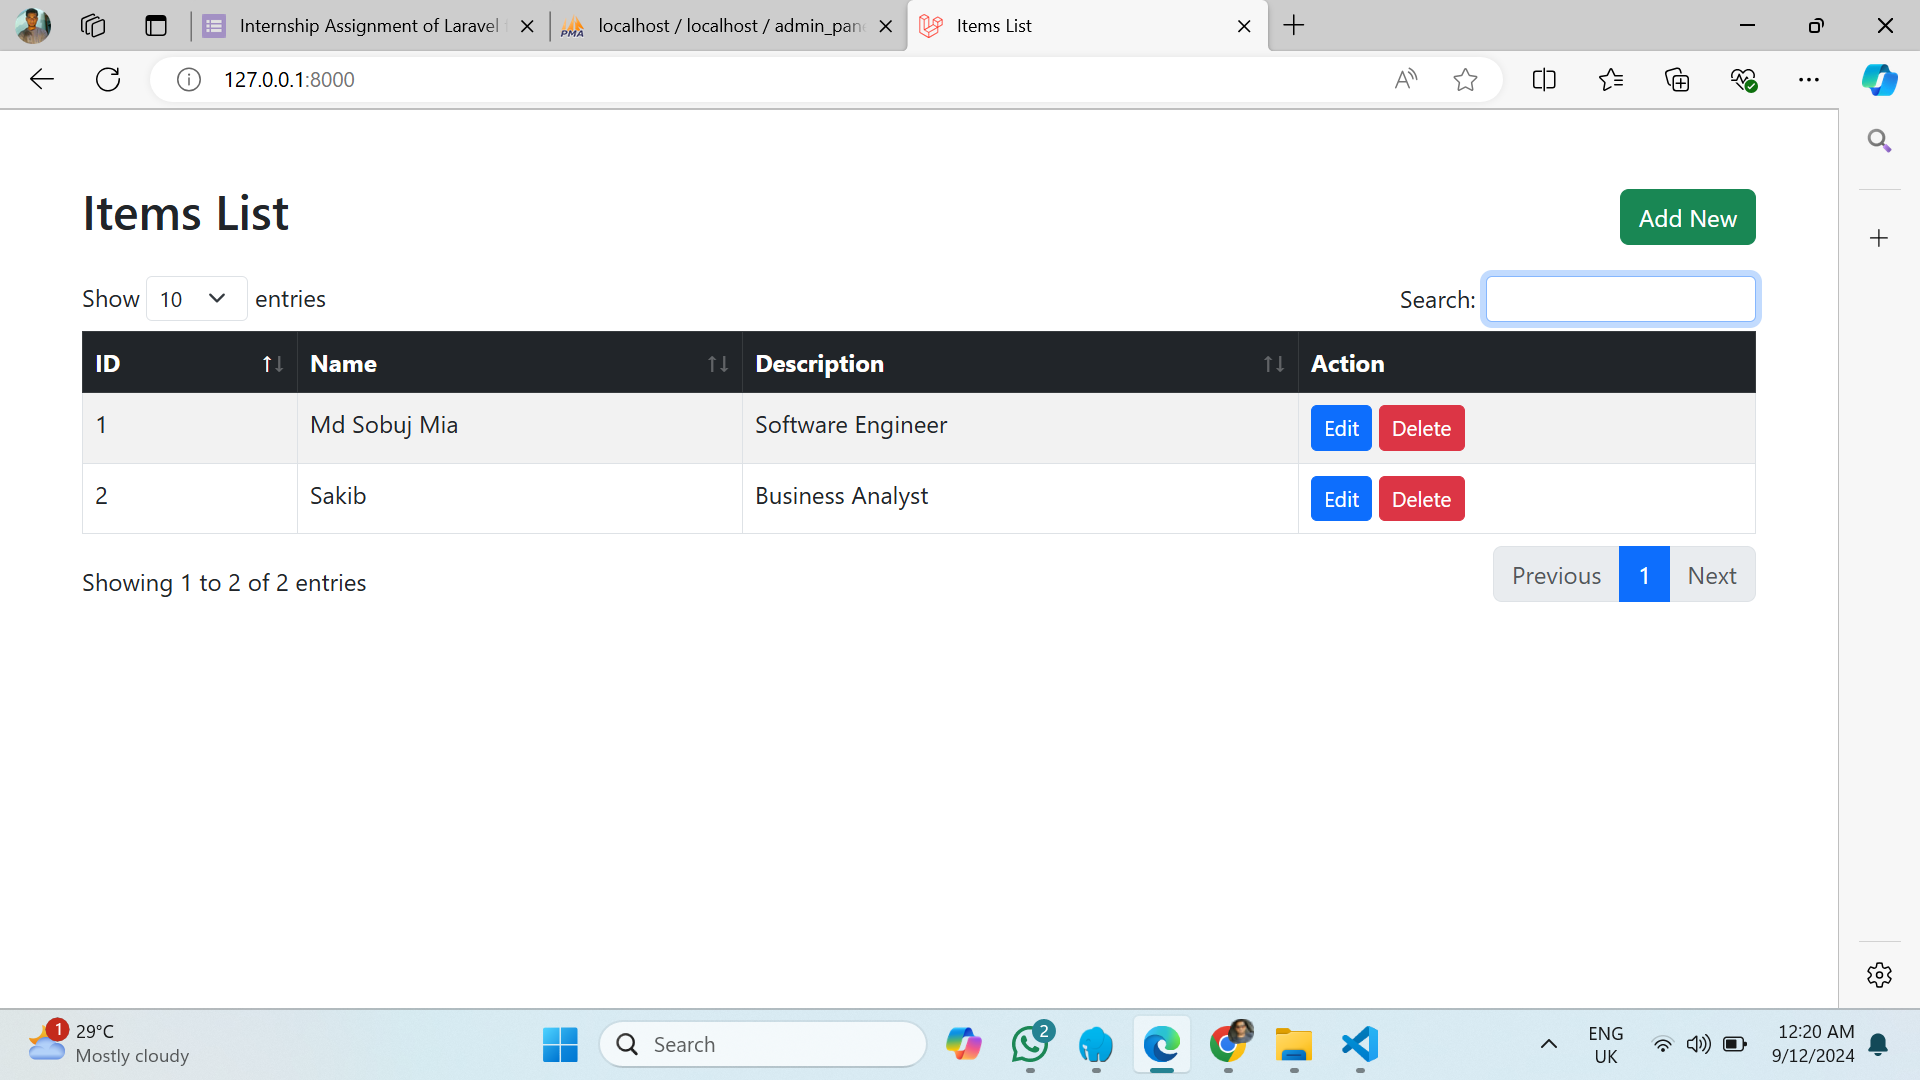 Internship Assignment of Laravel
localhost / localhost / admin_pan
Items List
127.0.0.1:8000
Items List
Add New
Show 10 entries
Search:
ID Name Description Action
1 Md Sobuj Mia Software Engineer Edit Delete
2 Sakib Business Analyst Edit Delete
Showing 1 to 2 of 2 entries
Previous 1 Next
1
29°C
Mostly cloudy
Search
2
ENG
UK
12:20 AM
9/12/2024